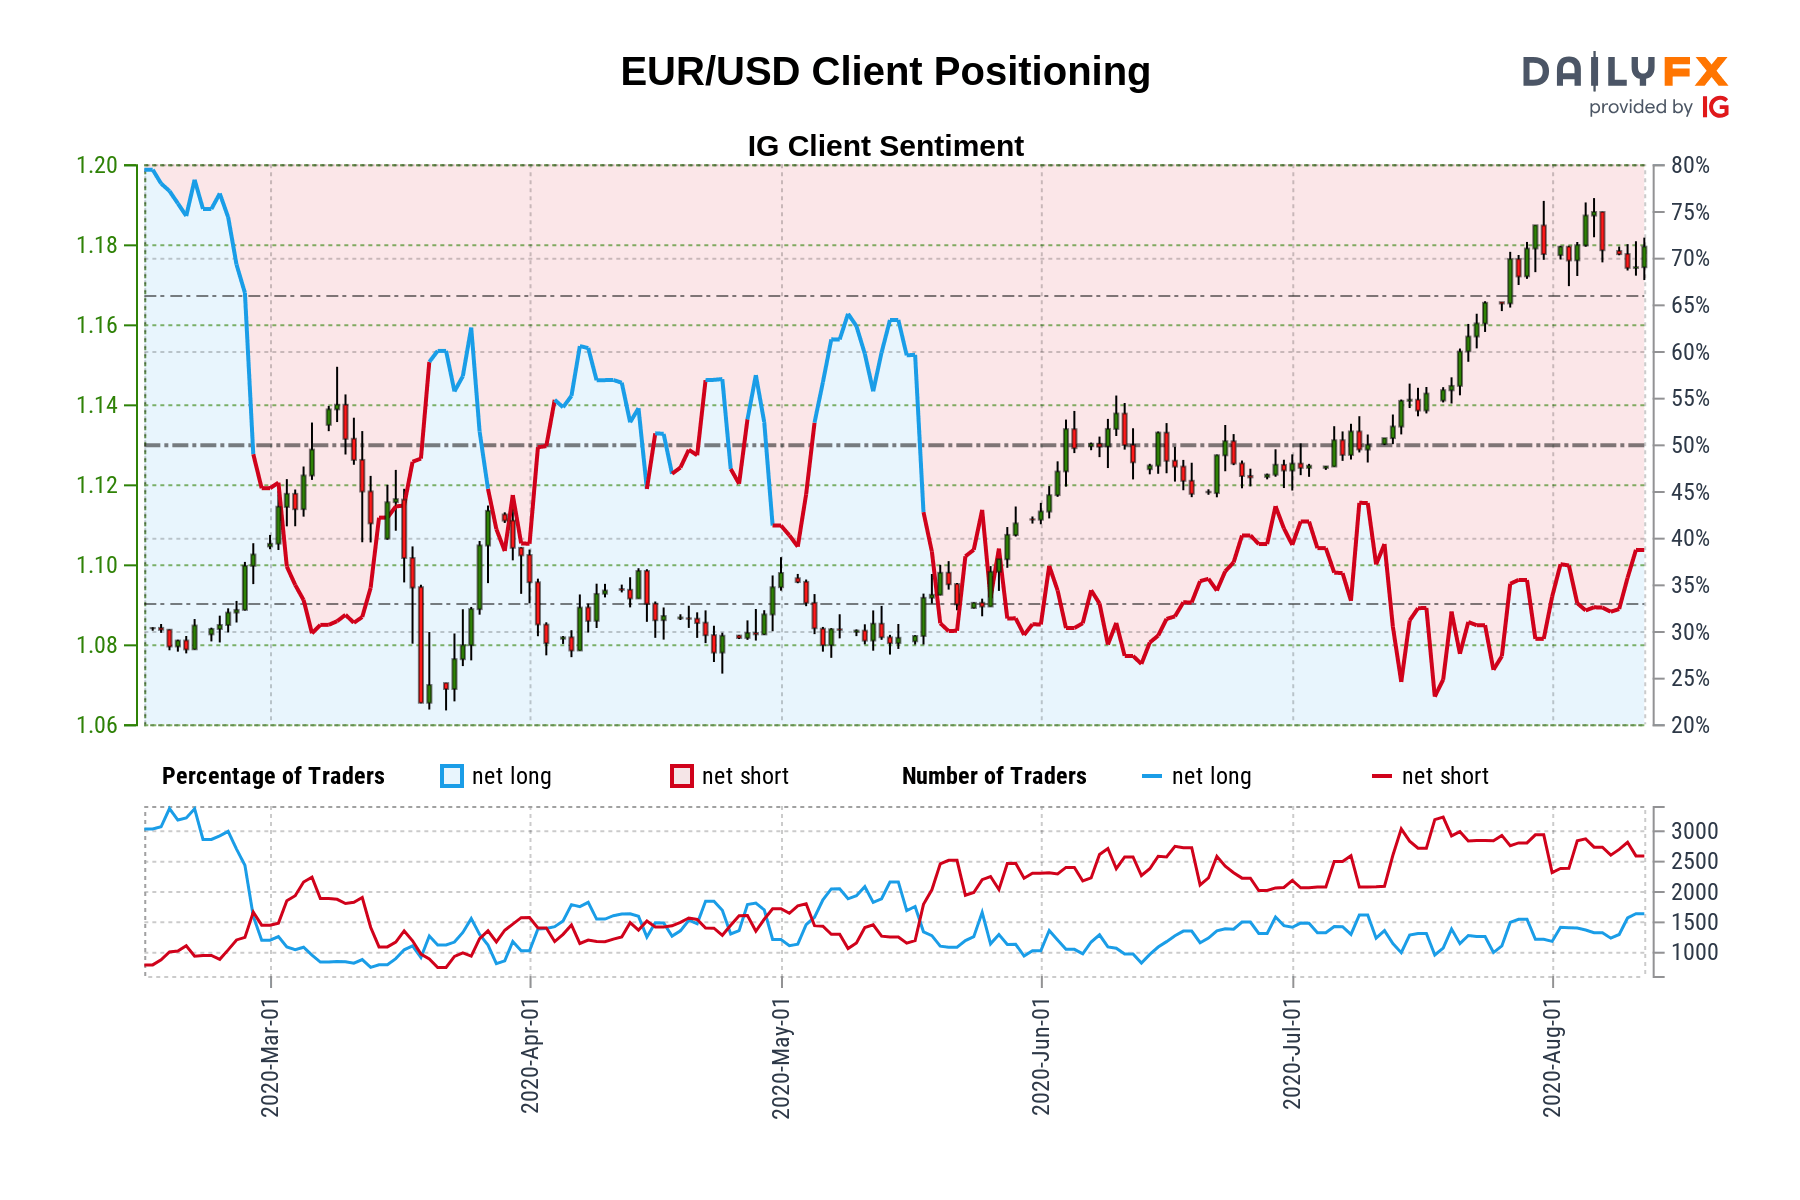 EUR/USD Client Positioning
DAILYFX
provided by IG
IG Client Sentiment
1.20
1.18
1.16
1.14
1.12
1.10
1.08
1.06
80%
75%
70%
65%
60%
55%
50%
45%
40%
35%
30%
25%
20%
Percentage of Traders net long net short Number of Traders net long net short
3000
2500
2000
1500
1000
2020-Mar-01
2020-Apr-01
2020-May-01
2020-Jun-01
2020-Jul-01
2020-Aug-01